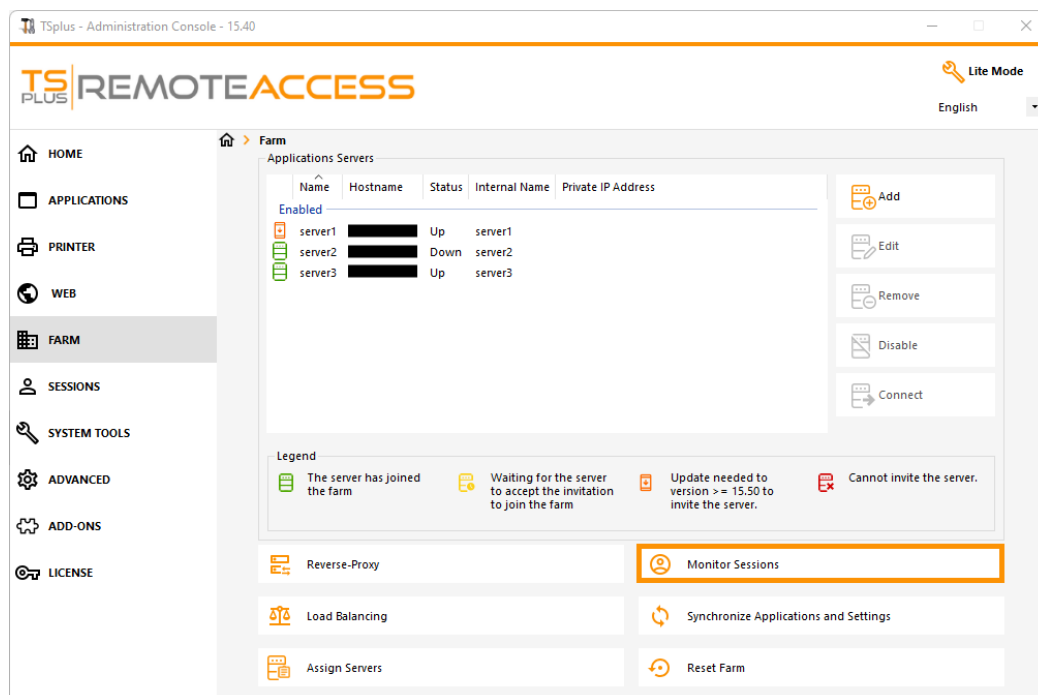 TSplus - Administration Console - 15.40
TS PLUS REMOTEACCESS
Lite Mode
English
HOME
APPLICATIONS
PRINTER
WEB
FARM
SESSIONS
SYSTEM TOOLS
ADVANCED
ADD-ONS
LICENSE
Farm
Applications Servers
Name Hostname Status Internal Name Private IP Address
Enabled
server1 Up server1
server2 Down server2
server3 Up server3
Add
Edit
Remove
Disable
Connect
Legend
The server has joined
the farm
Waiting for the server
to accept the invitation
to join the farm
Update needed to
version >= 15.50 to
invite the server.
Cannot invite the server.
Reverse-Proxy
Monitor Sessions
Load Balancing
Synchronize Applications and Settings
Assign Servers
Reset Farm